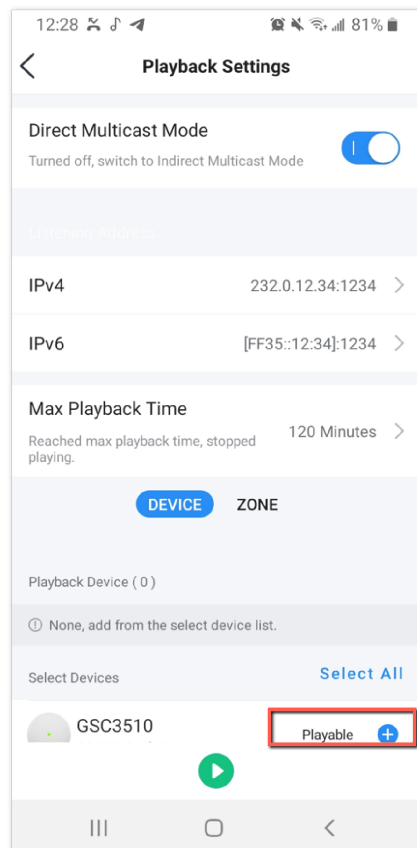 12:28 81%
Playback Settings
Direct Multicast Mode
Turned off, switch to Indirect Multicast Mode
Listening Address
IPv4 232.0.12.34:1234
IPv6 [FF35::12:34]:1234
Max Playback Time
Reached max playback time, stopped
playing.
120 Minutes
DEVICE ZONE
Playback Device ( 0 )
None, add from the select device list.
Select Devices Select All
GSC3510 Playable